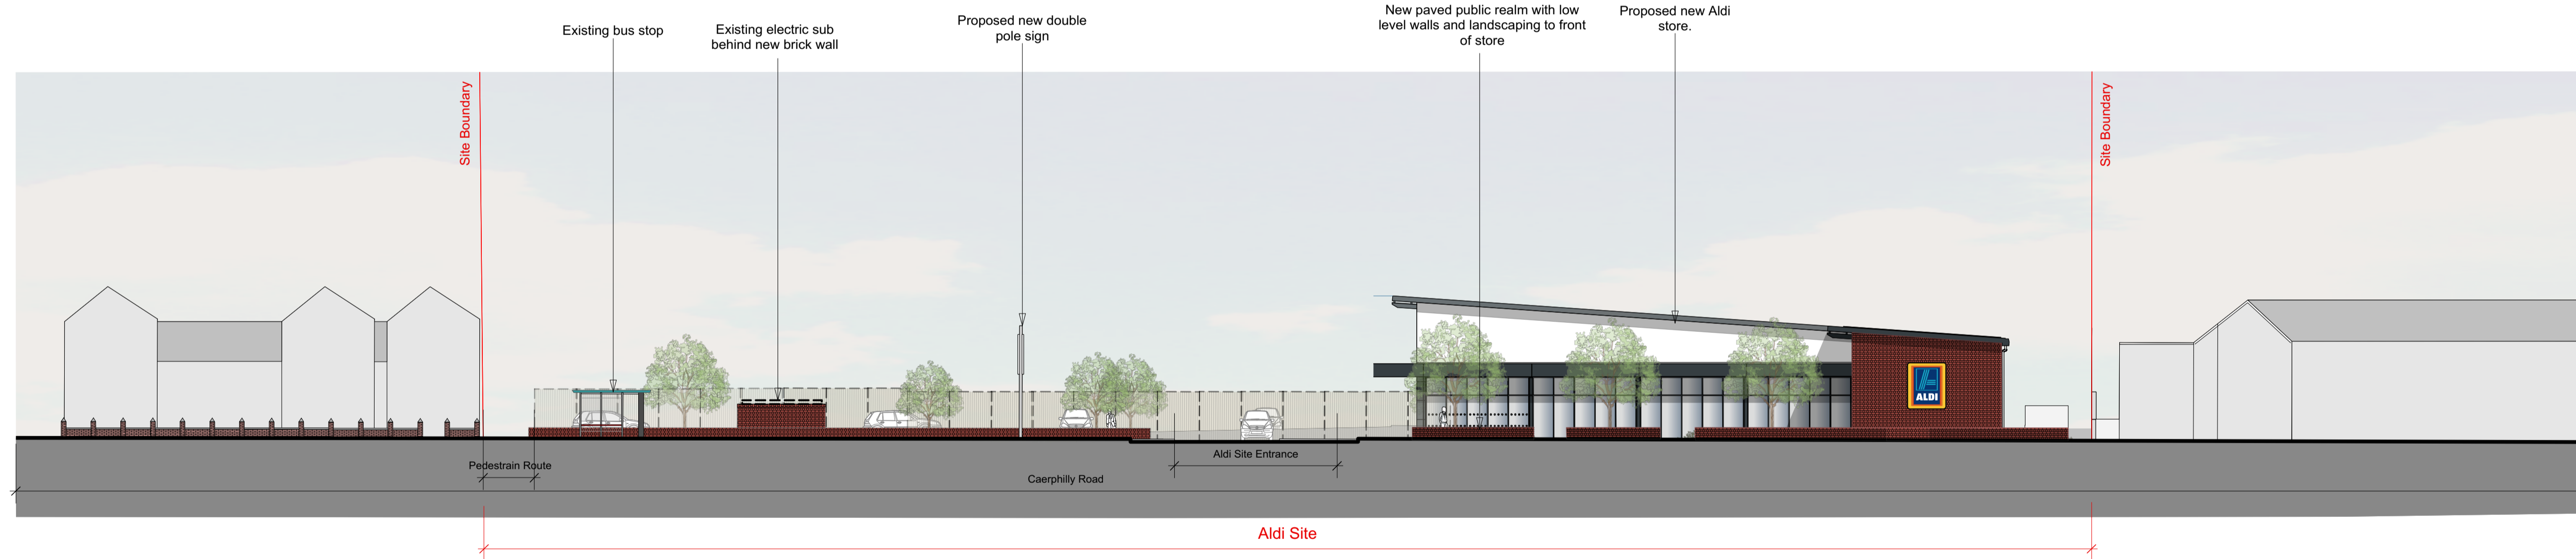 Existing bus stop
Existing electric sub
behind new brick wall
Proposed new double
pole sign
New paved public realm with low
level walls and landscaping to front
of store
Proposed new Aldi
store.
Site Boundary
Site Boundary
ALDI
Pedestrain Route
Aldi Site Entrance
Caerphilly Road
Aldi Site